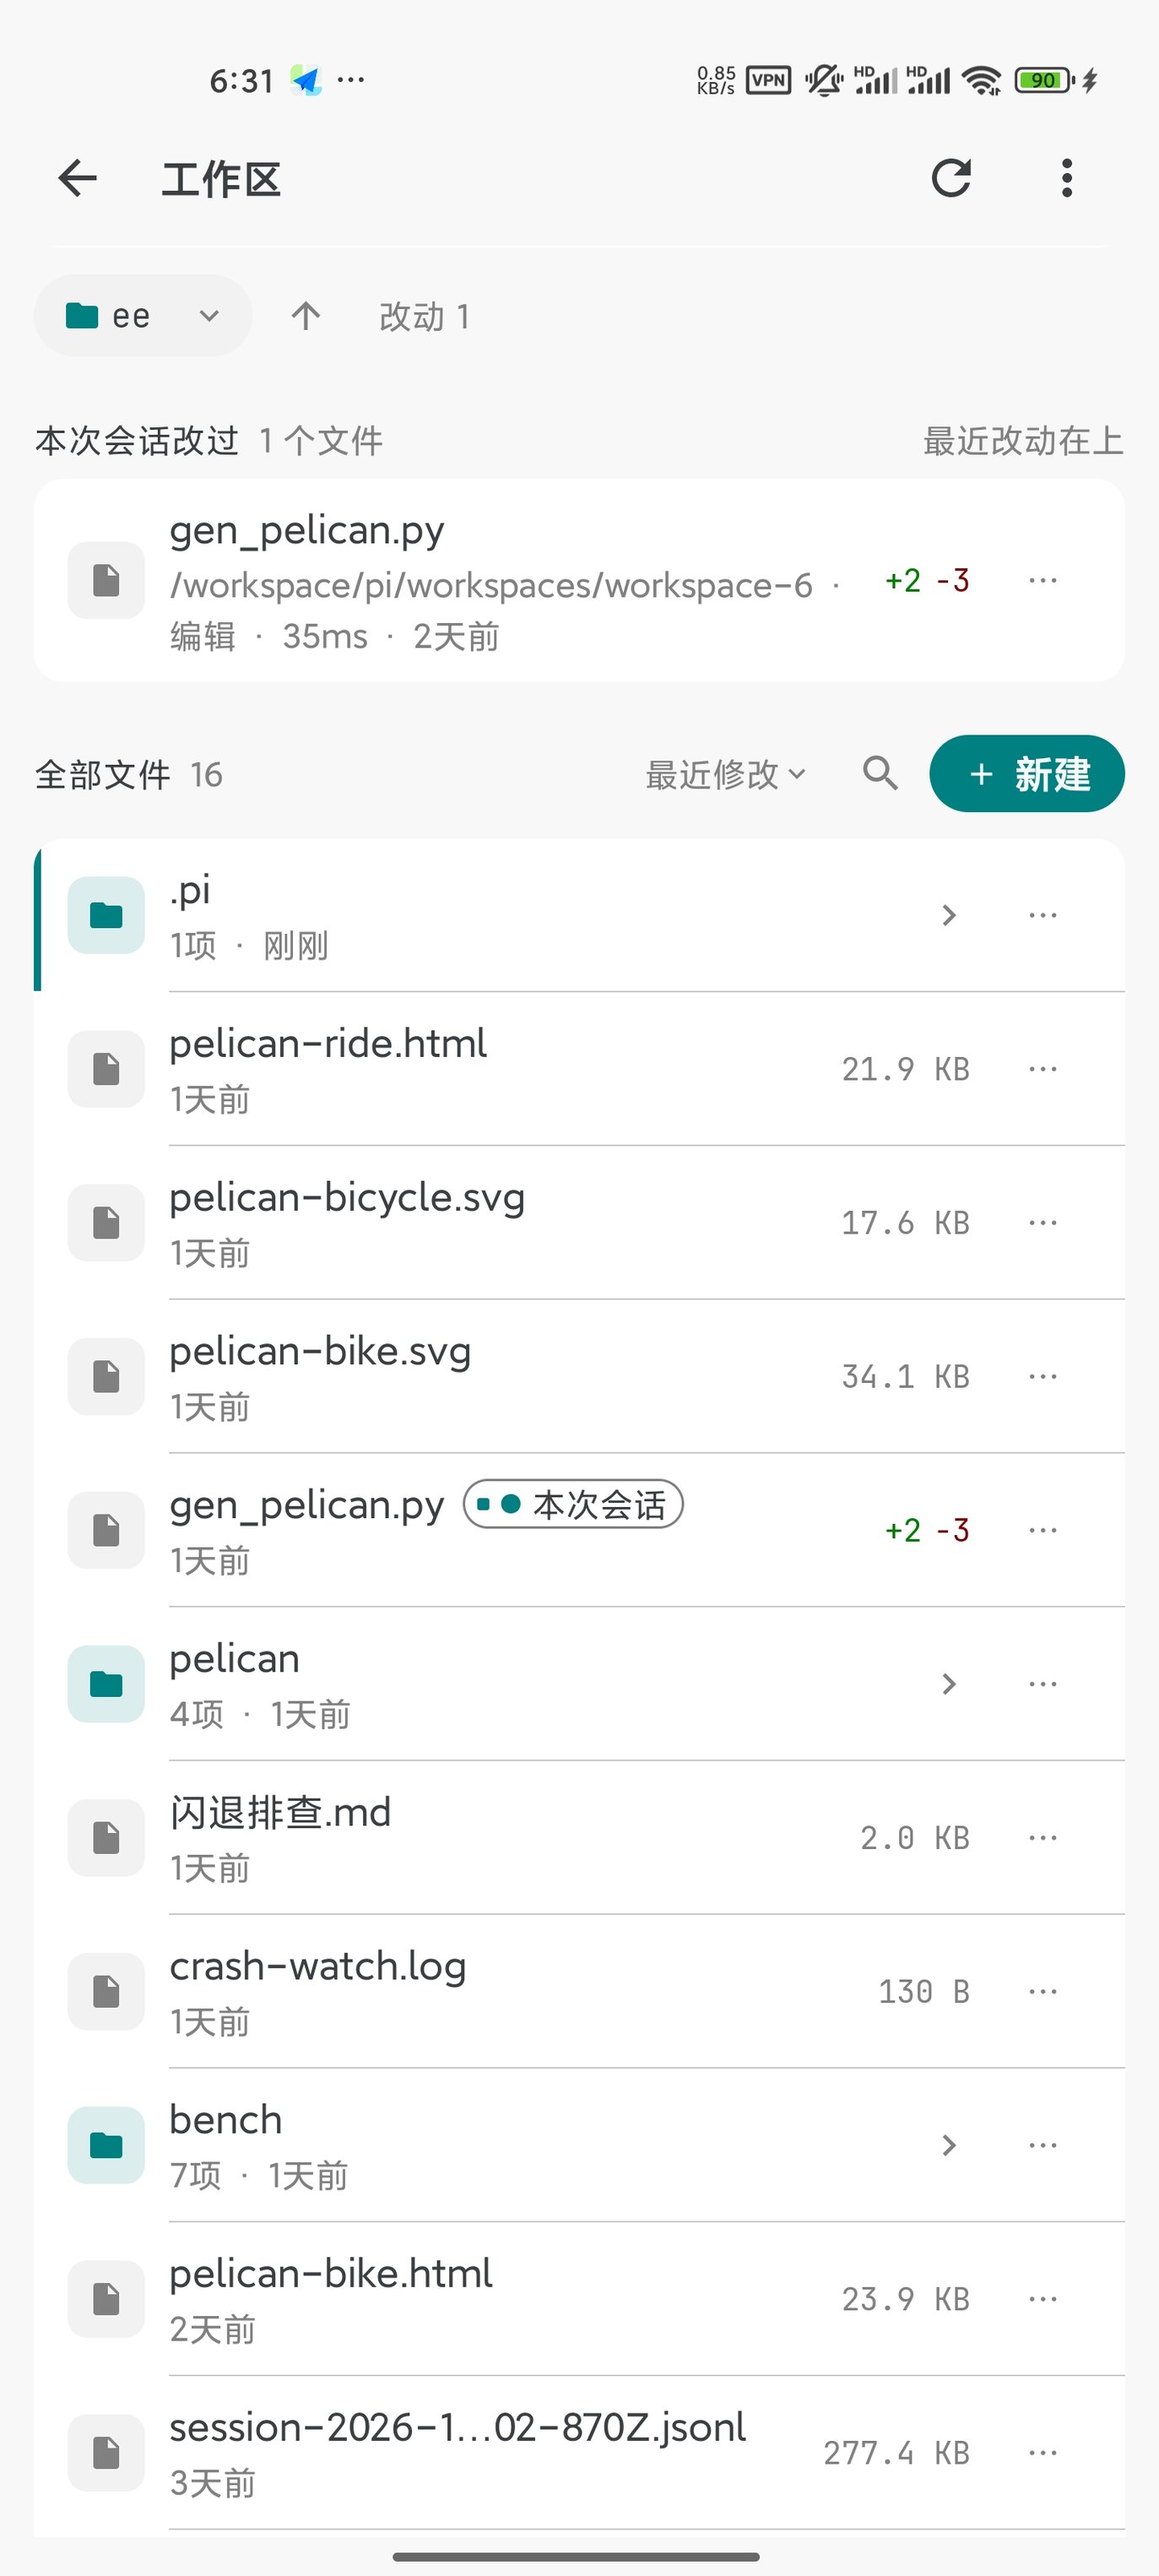 6:31 ...
0.85 KB/s VPN HD HD 90
工作区
ee
改动 1
本次会话改过 1 个文件 最近改动在上
gen_pelican.py
/workspace/pi/workspaces/workspace-6 · +2 -3 ...
编辑 · 35ms · 2天前
全部文件 16 最近修改 + 新建
.pi
1项 · 刚刚
pelican-ride.html
21.9 KB
1天前
pelican-bicycle.svg
17.6 KB
1天前
pelican-bike.svg
34.1 KB
1天前
gen_pelican.py 本次会话
+2 -3
1天前
pelican
4项 · 1天前
闪退排查.md
2.0 KB
1天前
crash-watch.log
130 B
1天前
bench
7项 · 1天前
pelican-bike.html
23.9 KB
2天前
session-2026-1...02-870Z.jsonl
277.4 KB
3天前